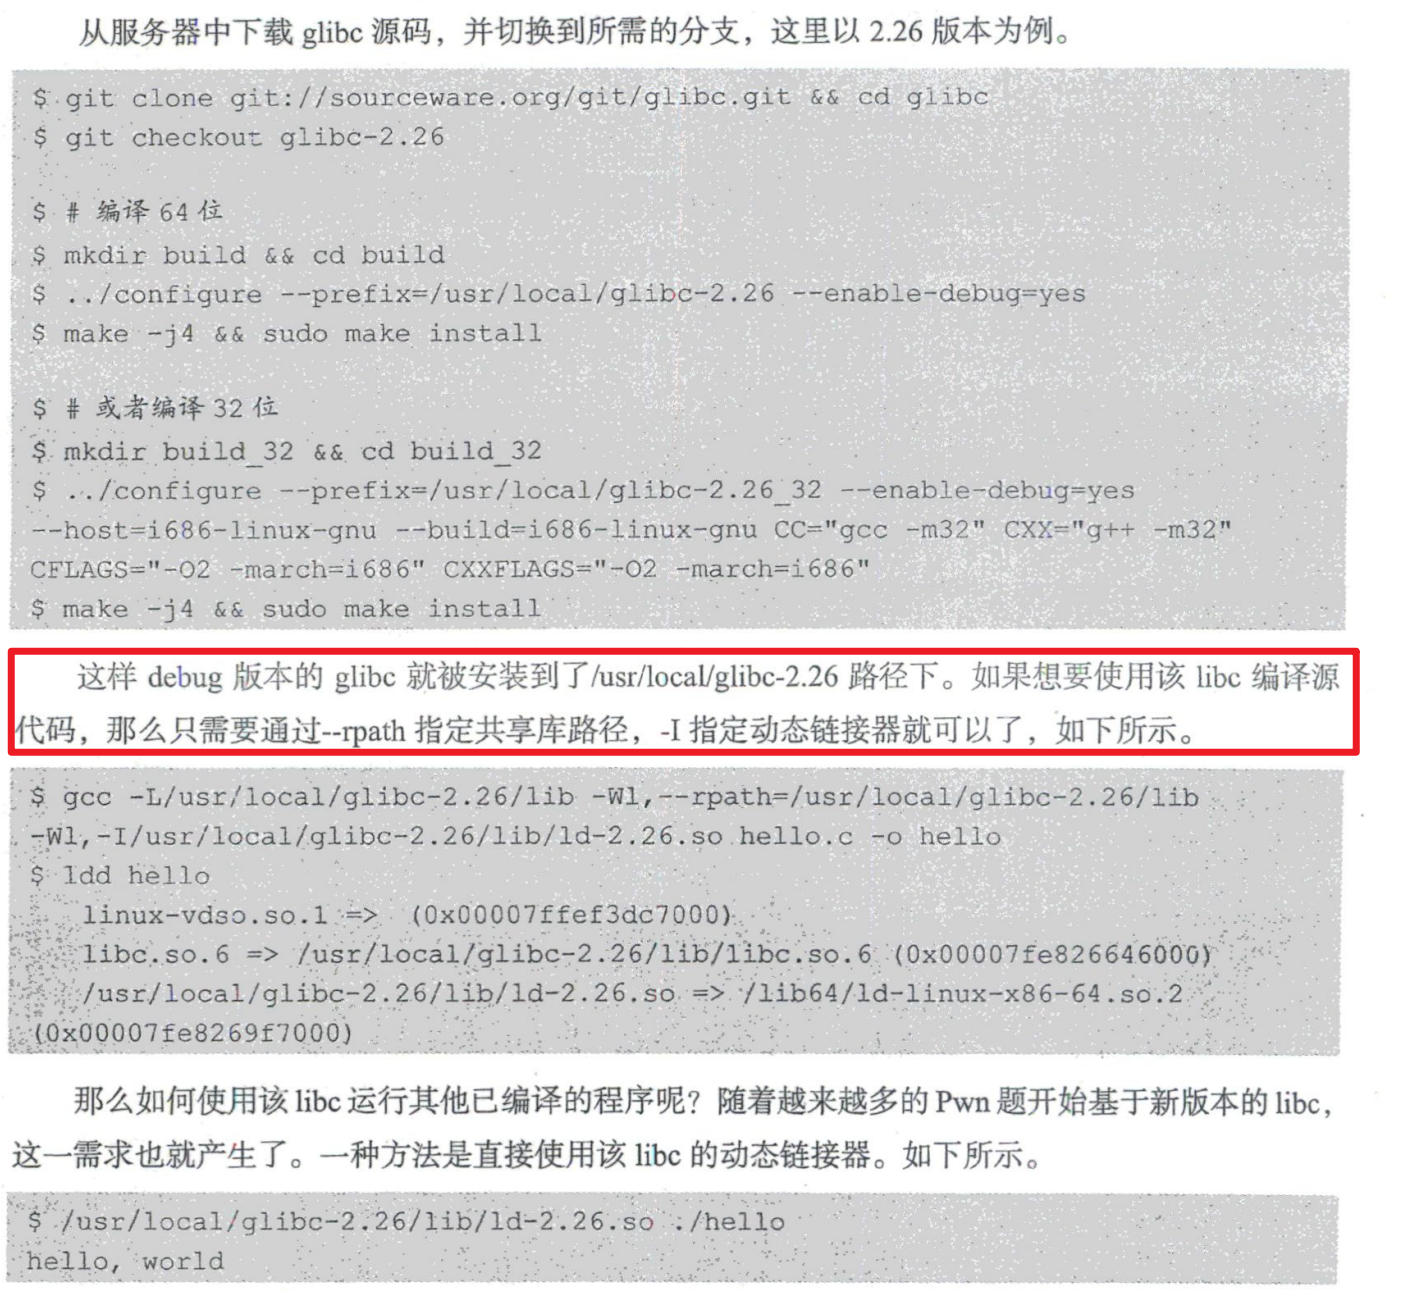 从服务器中下载 glibc 源码，并切换到所需的分支，这里以 2.26 版本为例。
$ git clone git://sourceware.org/git/glibc.git && cd glibc
$ git checkout glibc-2.26
$ # 编译 64 位
$ mkdir build && cd build
$ ../configure --prefix=/usr/local/glibc-2.26 --enable-debug=yes
$ make -j4 && sudo make install
$ # 或者编译 32 位
$ mkdir build_32 && cd build_32
$ ../configure --prefix=/usr/local/glibc-2.26_32 --enable-debug=yes
--host=i686-linux-gnu --build=i686-linux-gnu CC="gcc -m32" CXX="g++ -m32"
CFLAGS="-O2 -march=i686" CXXFLAGS="-O2 -march=i686"
$ make -j4 && sudo make install
这样 debug 版本的 glibc 就被安装到了/usr/local/glibc-2.26 路径下。如果想要使用该 libc 编译源
代码，那么只需要通过--rpath 指定共享库路径，-I 指定动态链接器就可以了，如下所示。
$ gcc -L/usr/local/glibc-2.26/lib -Wl,--rpath=/usr/local/glibc-2.26/lib
-Wl,-I/usr/local/glibc-2.26/lib/ld-2.26.so hello.c -o hello
$ ldd hello
linux-vdso.so.1 => (0x00007ffef3dc7000)
libc.so.6 => /usr/local/glibc-2.26/lib/libc.so.6 (0x00007fe826646000)
/usr/local/glibc-2.26/lib/ld-2.26.so => /lib64/ld-linux-x86-64.so.2
(0x00007fe8269f7000)
那么如何使用该 libc 运行其他已编译的程序呢？随着越来越多的 Pwn 题开始基于新版本的 libc，
这一需求也就产生了。一种方法是直接使用该 libc 的动态链接器。如下所示。
$ /usr/local/glibc-2.26/lib/ld-2.26.so ./hello
hello, world